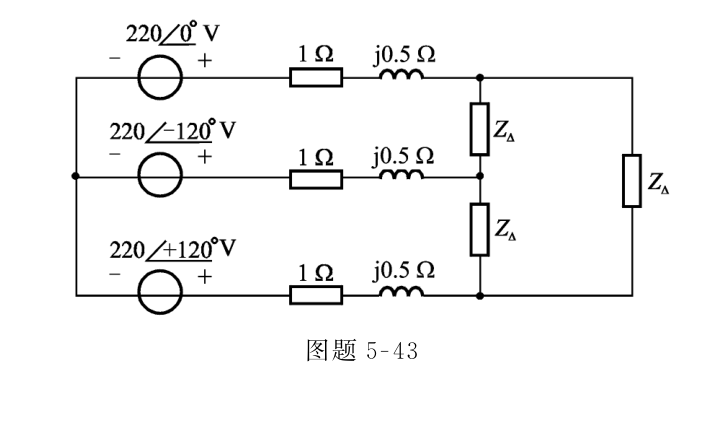 220∠0° V
− +
1 Ω j0.5 Ω
Z_Δ
220∠−120° V
− +
1 Ω j0.5 Ω
Z_Δ
Z_Δ
220∠+120° V
− +
1 Ω j0.5 Ω
图题 5-43